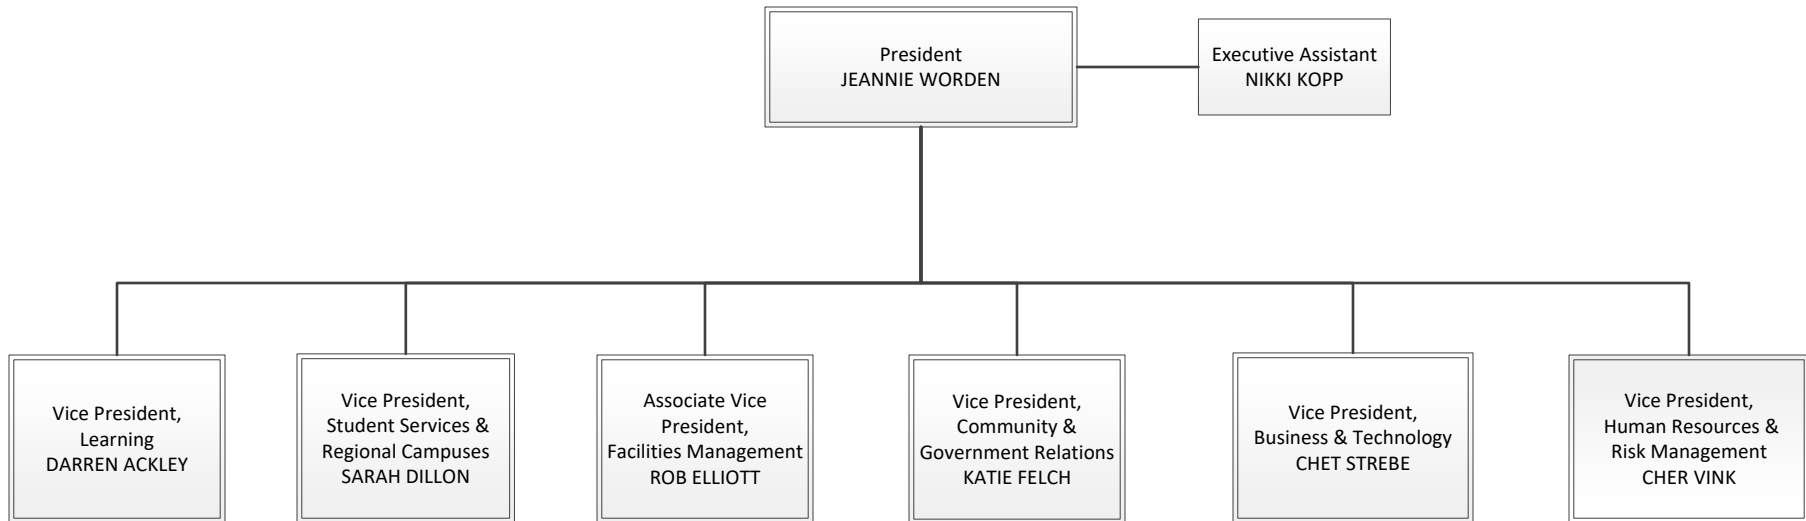 President
JEANNIE WORDEN
Executive Assistant
NIKKI KOPP
Vice President,
Learning
DARREN ACKLEY
Vice President,
Student Services &
Regional Campuses
SARAH DILLON
Associate Vice
President,
Facilities Management
ROB ELLIOTT
Vice President,
Community &
Government Relations
KATIE FELCH
Vice President,
Business & Technology
CHET STREBE
Vice President,
Human Resources &
Risk Management
CHER VINK